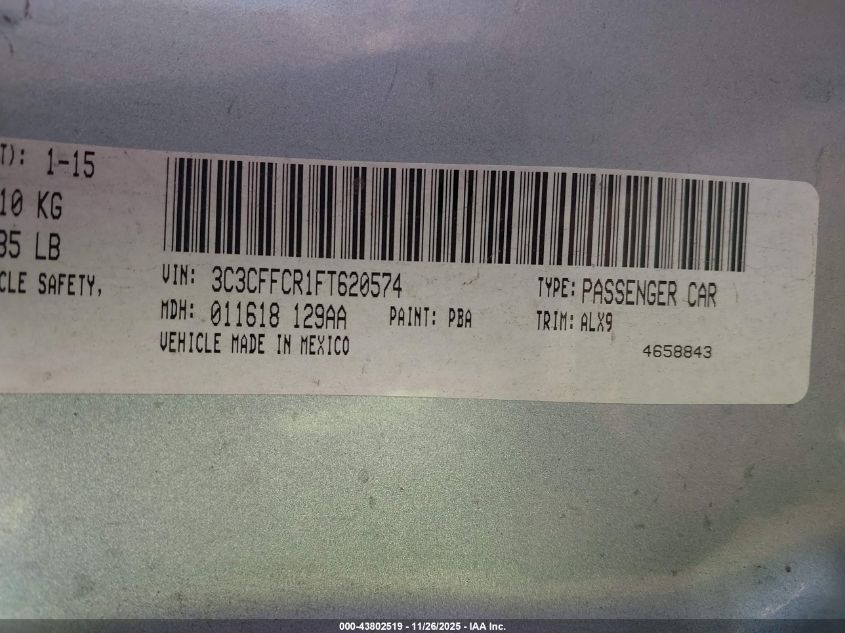 T): 1-15
10 KG
35 LB
CLE SAFETY,
VIN: 3C3CFFCR1FT620574 TYPE: PASSENGER CAR
MDH: 011618 129AA PAINT: PBA TRIM: ALX9
VEHICLE MADE IN MEXICO 4658843
000-43802519 - 11/26/2025 - IAA Inc.